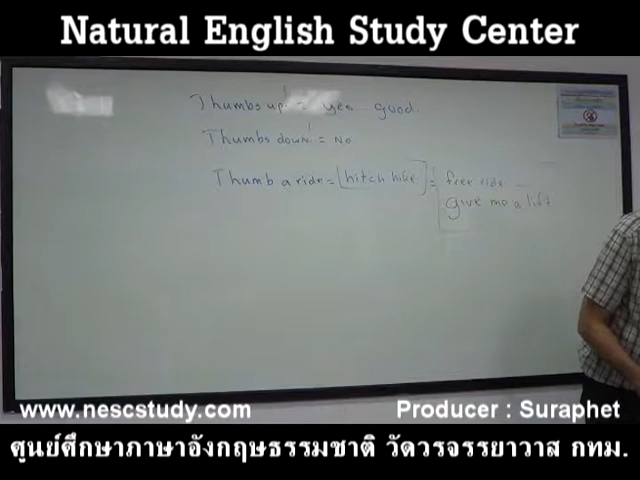 Natural English Study Center
Thumbs up! = yes good.
Thumbs down! = No
Thumb a ride = hitch hike = free ride
give me a lift
www.nescstudy.com
Producer : Suraphet
ศูนย์ศึกษาภาษาอังกฤษธรรมชาติ วัดวรจรรยาวาส กทม.